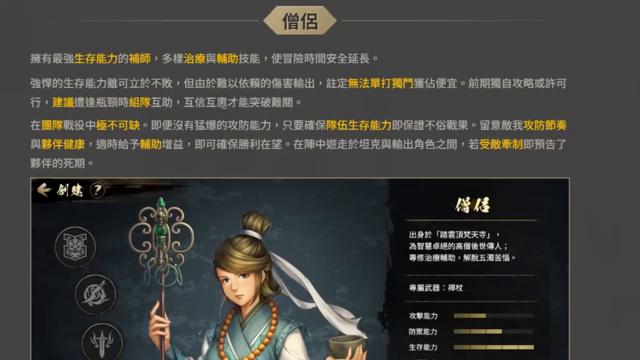 僧侶
擁有最強生存能力的補師，多樣治療與輔助技能，使冒險時間安全延長。
強悍的生存能力雖可立於不敗，但由於難以依賴的傷害輸出，註定無法單打獨鬥獲佔便宜。前期獨自攻略或許可
行，建議遭逢瓶頸時組隊互助，互信互惠才能突破難關。
在團隊戰役中極不可缺。即便沒有猛爆的攻防能力，只要確保隊伍生存能力即保證不俗戰果。留意敵我攻防節奏
與夥伴健康，適時給予輔助增益，即可確保勝利在望。在陣中遊走於坦克與輸出角色之間，若受敵牽制即預告了
夥伴的死期。
創建 ?
僧侶
出身於「踏雲頂梵天寺」，
為智慧卓絕的高僧後世傳人；
專修治療輔助，解脫五濁苦惱。
專屬武器：禪杖
攻擊能力
防禦能力
生存能力